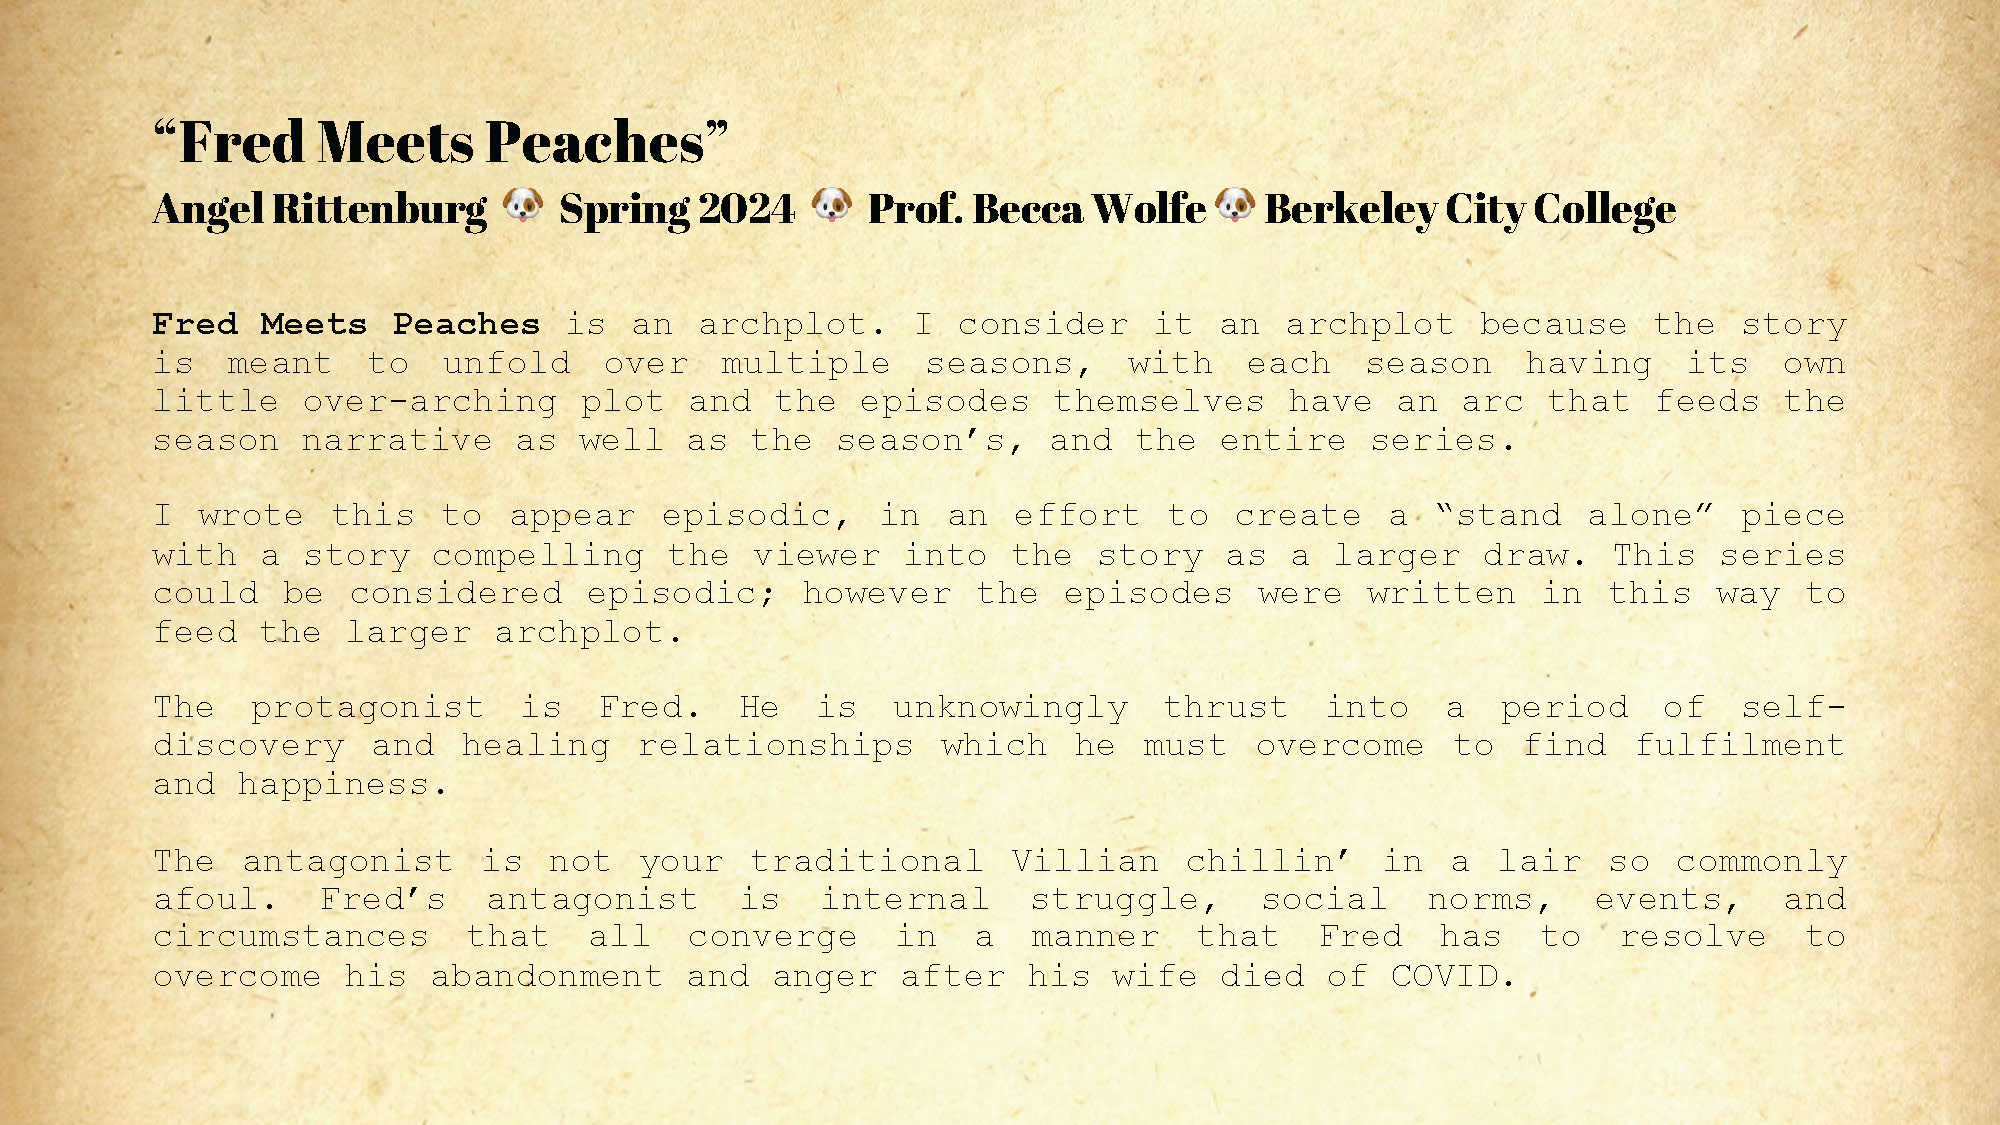 “Fred Meets Peaches”
Angel Rittenburg 🐶 Spring 2024 🐶 Prof. Becca Wolfe 🐶 Berkeley City College
Fred Meets Peaches is an archplot. I consider it an archplot because the story
is meant to unfold over multiple seasons, with each season having its own
little over-arching plot and the episodes themselves have an arc that feeds the
season narrative as well as the season’s, and the entire series.
I wrote this to appear episodic, in an effort to create a “stand alone” piece
with a story compelling the viewer into the story as a larger draw. This series
could be considered episodic; however the episodes were written in this way to
feed the larger archplot.
The protagonist is Fred. He is unknowingly thrust into a period of self-
discovery and healing relationships which he must overcome to find fulfilment
and happiness.
The antagonist is not your traditional Villian chillin’ in a lair so commonly
afoul. Fred’s antagonist is internal struggle, social norms, events, and
circumstances that all converge in a manner that Fred has to resolve to
overcome his abandonment and anger after his wife died of COVID.